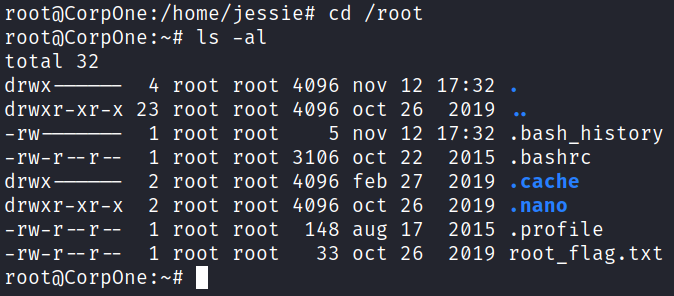 root@CorpOne:/home/jessie# cd /root
root@CorpOne:~# ls -al
total 32
drwx------  4 root root 4096 nov 12 17:32 .
drwxr-xr-x 23 root root 4096 oct 26  2019 ..
-rw-------  1 root root    5 nov 12 17:32 .bash_history
-rw-r--r--  1 root root 3106 oct 22  2015 .bashrc
drwx------  2 root root 4096 feb 27  2019 .cache
drwxr-xr-x  2 root root 4096 oct 26  2019 .nano
-rw-r--r--  1 root root  148 aug 17  2015 .profile
-rw-r--r--  1 root root   33 oct 26  2019 root_flag.txt
root@CorpOne:~#